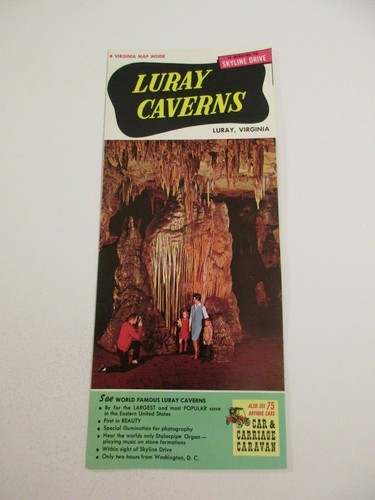 ★ VIRGINIA MAP INSIDE
SKYLINE DRIVE
LURAY
CAVERNS
LURAY, VIRGINIA
See WORLD FAMOUS LURAY CAVERNS
• By far the LARGEST and most POPULAR cave
in the Eastern United States
• First in BEAUTY
• Special illumination for photography
• Hear the worlds only Stalacpipe Organ—
playing music on stone formations
• Within sight of Skyline Drive
• Only two hours from Washington, D. C.
ALSO SEE 75
ANTIQUE CARS
CAR &
CARRIAGE
CARAVAN